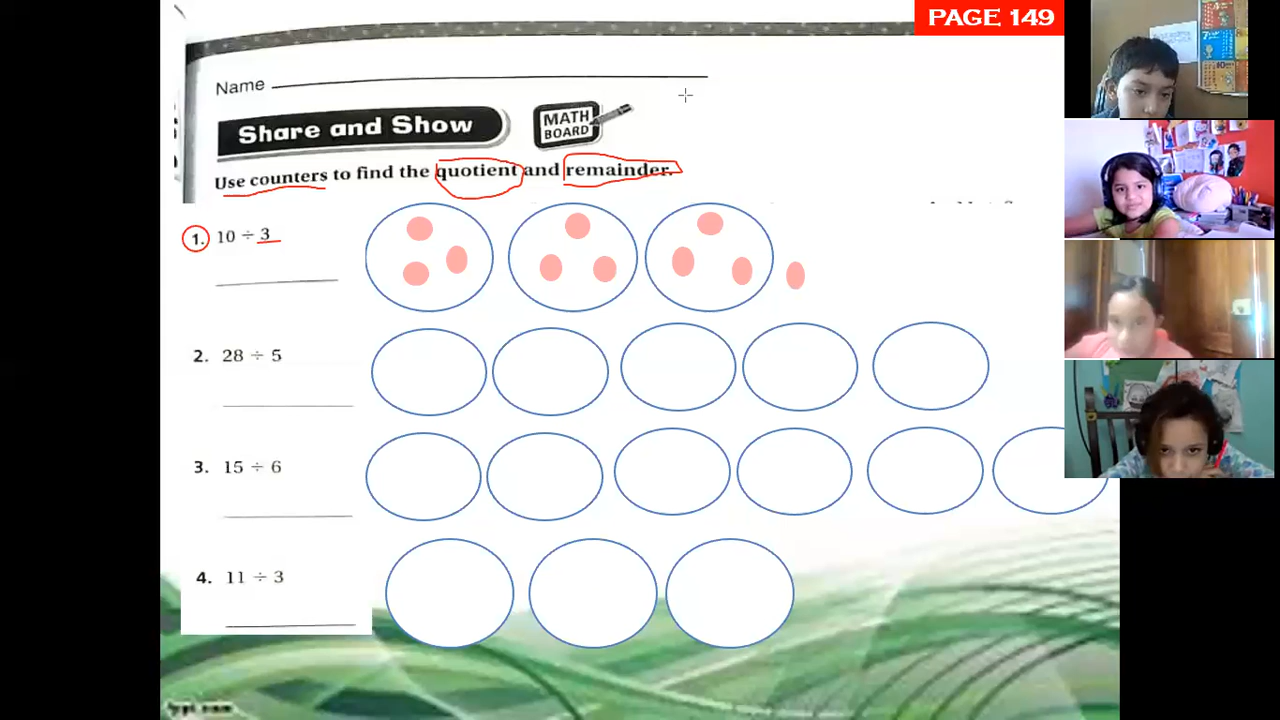 PAGE 149
Name
Share and Show
MATH
BOARD
Use counters to find the quotient and remainder.
1. 10 ÷ 3
2. 28 ÷ 5
3. 15 ÷ 6
4. 11 ÷ 3